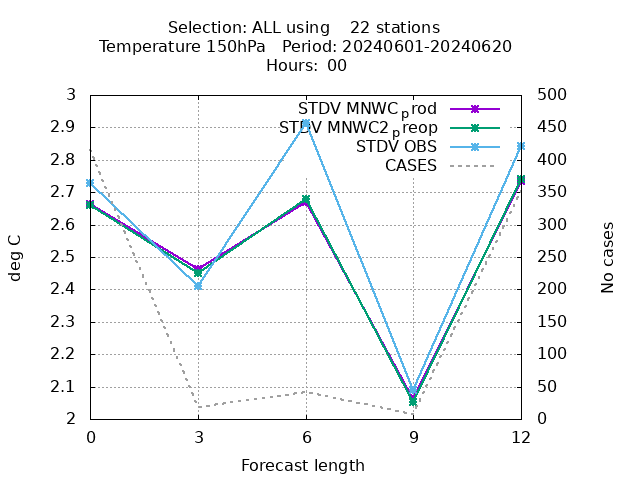 Selection: ALL using    22 stations
Temperature 150hPa   Period: 20240601-20240620
Hours:  00
3 500
2.9 450
2.8 400
2.7 350
2.6 300
2.5 250
2.4 200
2.3 150
2.2 100
2.1 50
2 0
STDV MNWCprod
STDV MNWC2preop
STDV OBS
CASES
deg C
No cases
0 3 6 9 12
Forecast length